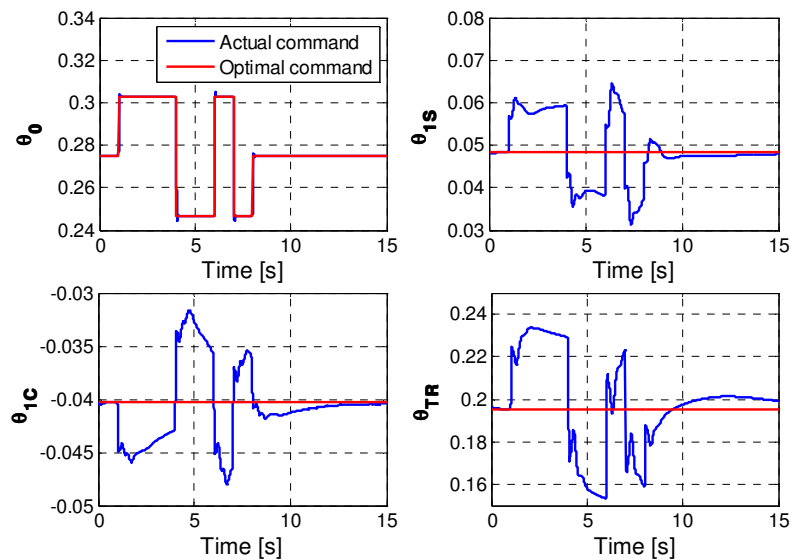 0.34
0.32
0.3
0.28
0.26
0.24
θ0
Actual command
Optimal command
0 5 10 15
Time [s]
0.08
0.07
0.06
0.05
0.04
0.03
θ1S
0 5 10 15
Time [s]
-0.03
-0.035
-0.04
-0.045
-0.05
θ1C
0 5 10 15
Time [s]
0.24
0.22
0.2
0.18
0.16
θTR
0 5 10 15
Time [s]